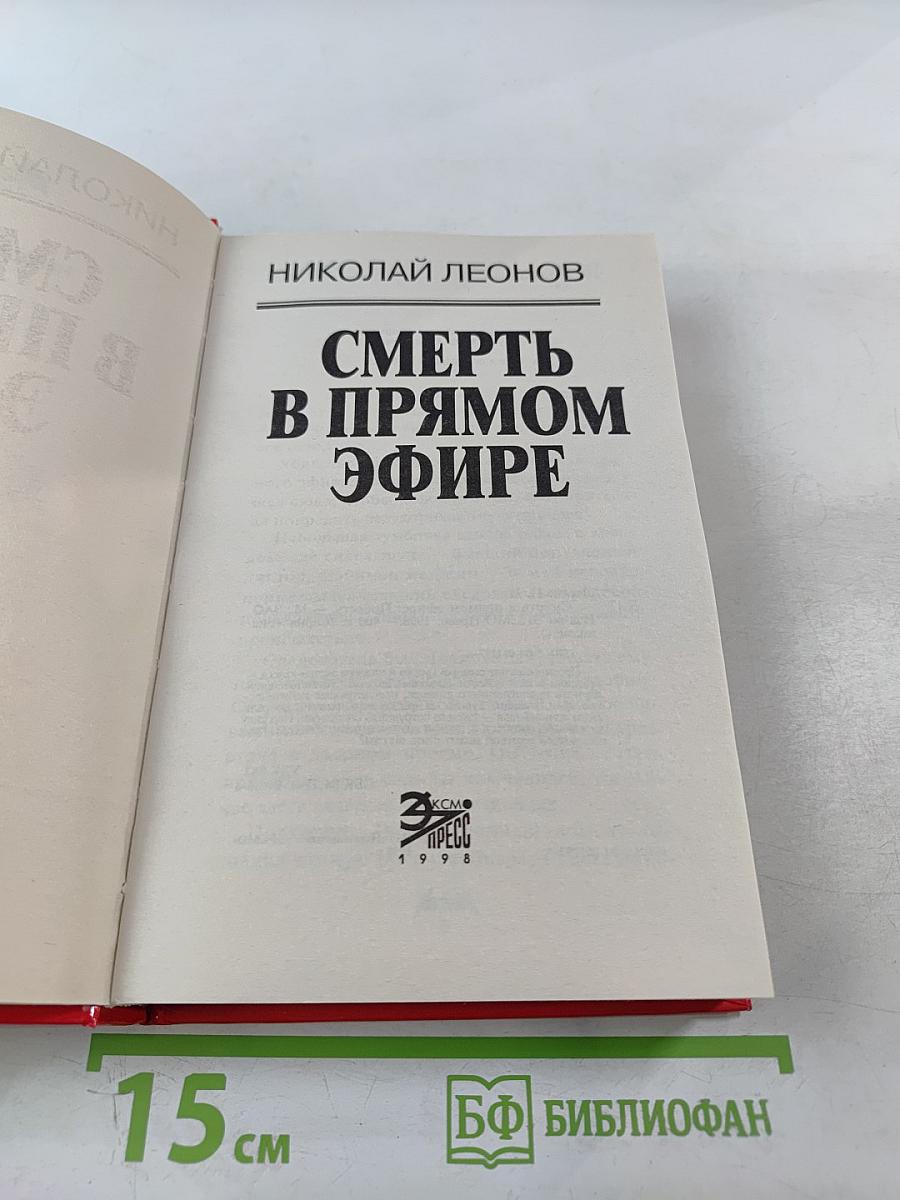 НИКОЛАЙ ЛЕОНОВ
СМЕРТЬ
В ПРЯМОМ
ЭФИРЕ
ЭКСМО
ПРЕСС
1998
15 см
БФ БИБЛИОФАН